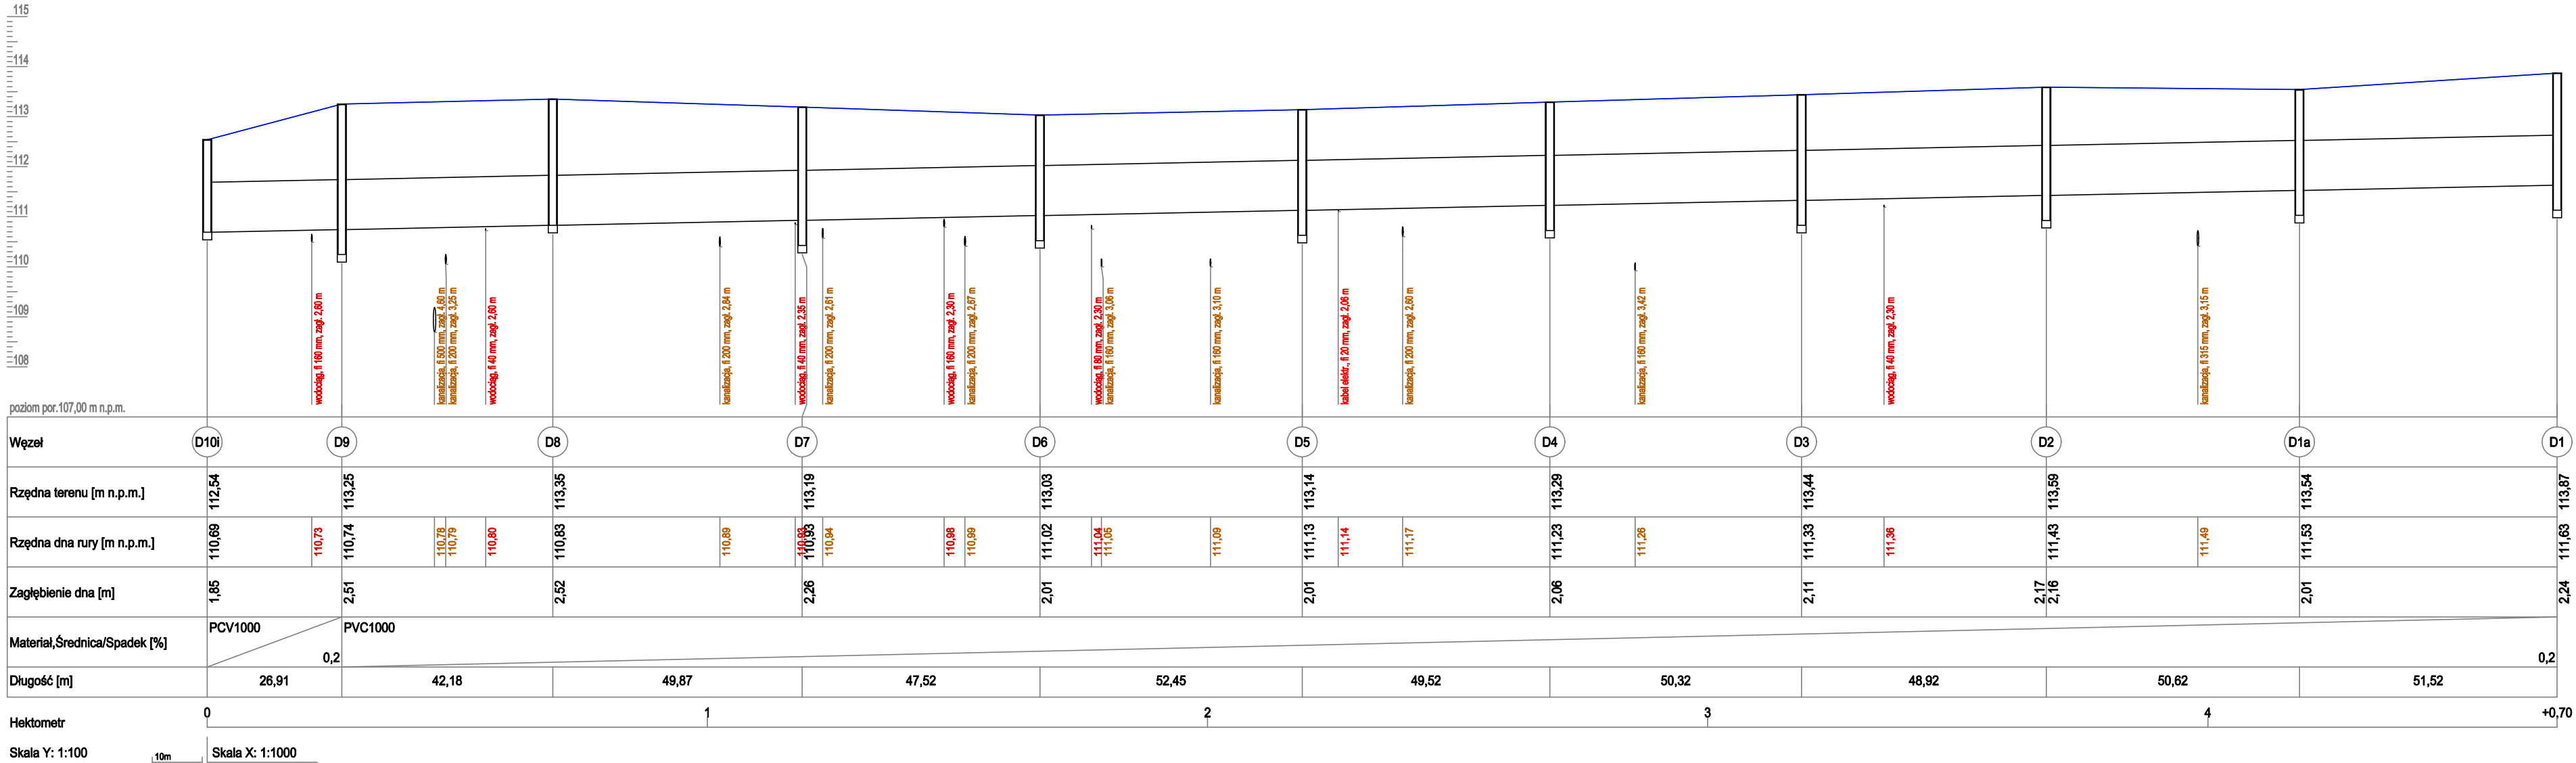 115
114
113
112
111
110
109
108
poziom por.107,00 m n.p.m.
wodociąg, fi 160 mm, zagł. 2,60 m
kanalizacja, fi 500 mm, zagł. 4,60 m
kanalizacja, fi 200 mm, zagł. 3,25 m
wodociąg, fi 40 mm, zagł. 2,60 m
kanalizacja, fi 200 mm, zagł. 2,84 m
wodociąg, fi 40 mm, zagł. 2,35 m
kanalizacja, fi 200 mm, zagł. 2,61 m
wodociąg, fi 160 mm, zagł. 2,30 m
kanalizacja, fi 200 mm, zagł. 2,67 m
wodociąg, fi 80 mm, zagł. 2,30 m
kanalizacja, fi 160 mm, zagł. 3,06 m
kanalizacja, fi 160 mm, zagł. 3,10 m
kabel elektr., fi 20 mm, zagł. 2,06 m
kanalizacja, fi 200 mm, zagł. 2,60 m
kanalizacja, fi 160 mm, zagł. 3,42 m
wodociąg, fi 40 mm, zagł. 2,30 m
kanalizacja, fi 315 mm, zagł. 3,15 m
Węzeł D10i D9 D8 D7 D6 D5 D4 D3 D2 D1a D1
Rzędna terenu [m n.p.m.] 112,54 113,25 113,35 113,19 113,03 113,14 113,29 113,44 113,59 113,54 113,87
Rzędna dna rury [m n.p.m.] 110,69 110,73 110,74 110,78 110,79 110,80 110,83 110,89 110,93 110,93 110,94 110,98 110,99 111,02 111,04 111,05 111,09 111,13 111,14 111,17 111,23 111,26 111,33 111,36 111,43 111,49 111,53 111,63
Zagłębienie dna [m] 1,85 2,51 2,52 2,26 2,01 2,01 2,06 2,11 2,17 2,16 2,01 2,24
Materiał,Średnica/Spadek [%] PCV1000 0,2 PVC1000 0,2
Długość [m] 26,91 42,18 49,87 47,52 52,45 49,52 50,32 48,92 50,62 51,52
Hektometr 0 1 2 3 4 +0,70
Skala Y: 1:100 10m Skala X: 1:1000